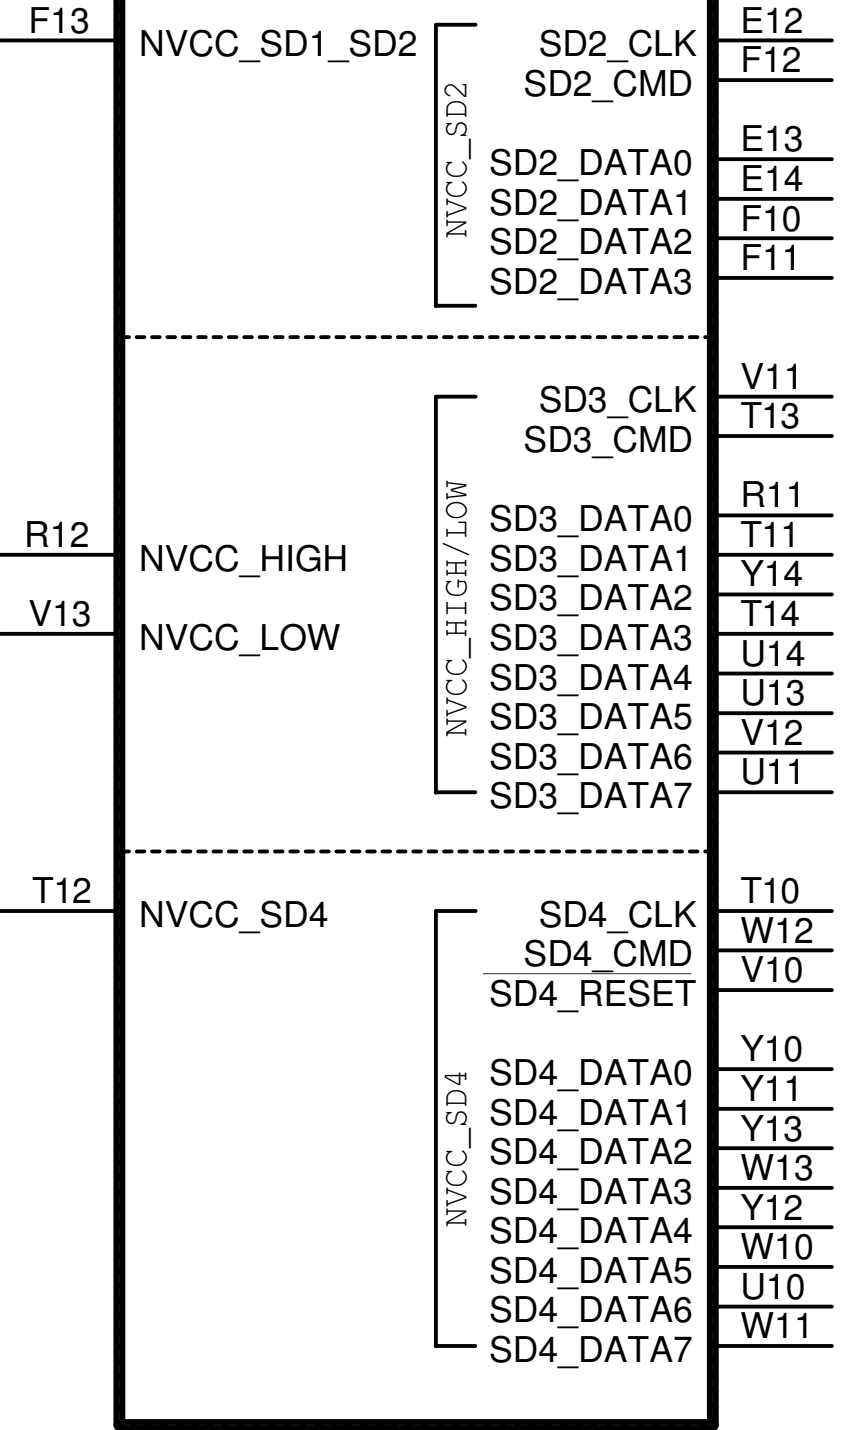 F13 NVCC_SD1_SD2 SD2_CLK E12
SD2_CMD F12
NVCC_SD2
SD2_DATA0 E13
SD2_DATA1 E14
SD2_DATA2 F10
SD2_DATA3 F11
SD3_CLK V11
SD3_CMD T13
NVCC_HIGH/LOW
SD3_DATA0 R11
R12 NVCC_HIGH SD3_DATA1 T11
SD3_DATA2 Y14
V13 NVCC_LOW SD3_DATA3 T14
SD3_DATA4 U14
SD3_DATA5 U13
SD3_DATA6 V12
SD3_DATA7 U11
T12 NVCC_SD4 SD4_CLK T10
SD4_CMD W12
SD4_RESET V10
NVCC_SD4
SD4_DATA0 Y10
SD4_DATA1 Y11
SD4_DATA2 Y13
SD4_DATA3 W13
SD4_DATA4 Y12
SD4_DATA5 W10
SD4_DATA6 U10
SD4_DATA7 W11